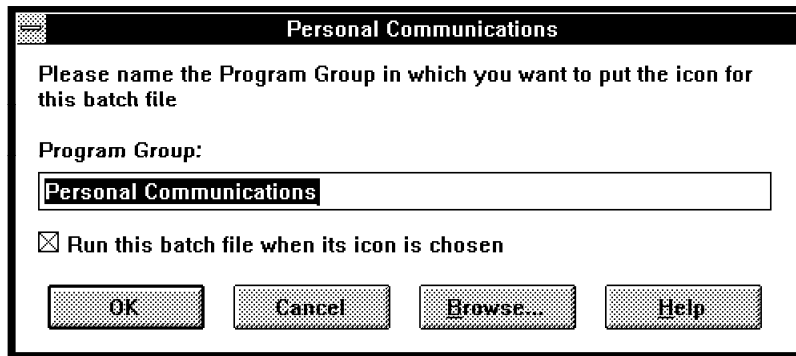 Personal Communications
Please name the Program Group in which you want to put the icon for
this batch file
Program Group:
Personal Communications
Run this batch file when its icon is chosen
OK Cancel Browse... Help